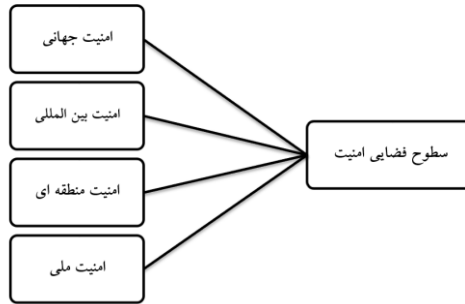 سطوح فضایی امنیت
امنیت جهانی
امنیت بین المللی
امنیت منطقه ای
امنیت ملی